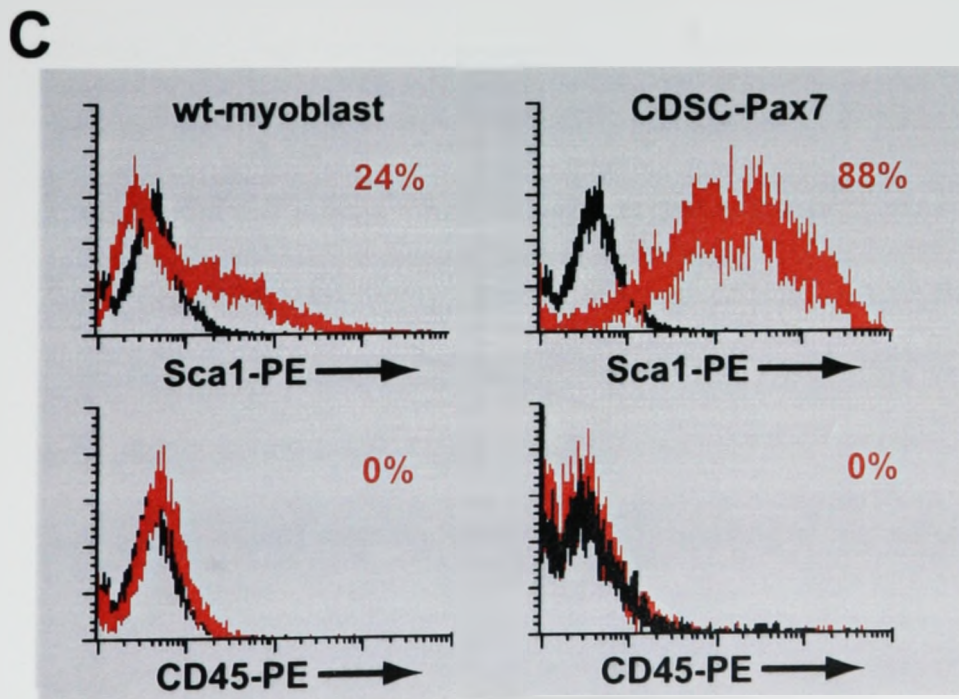 C
wt-myoblast
24%
Sca1-PE
CDSC-Pax7
88%
Sca1-PE
0%
CD45-PE
0%
CD45-PE